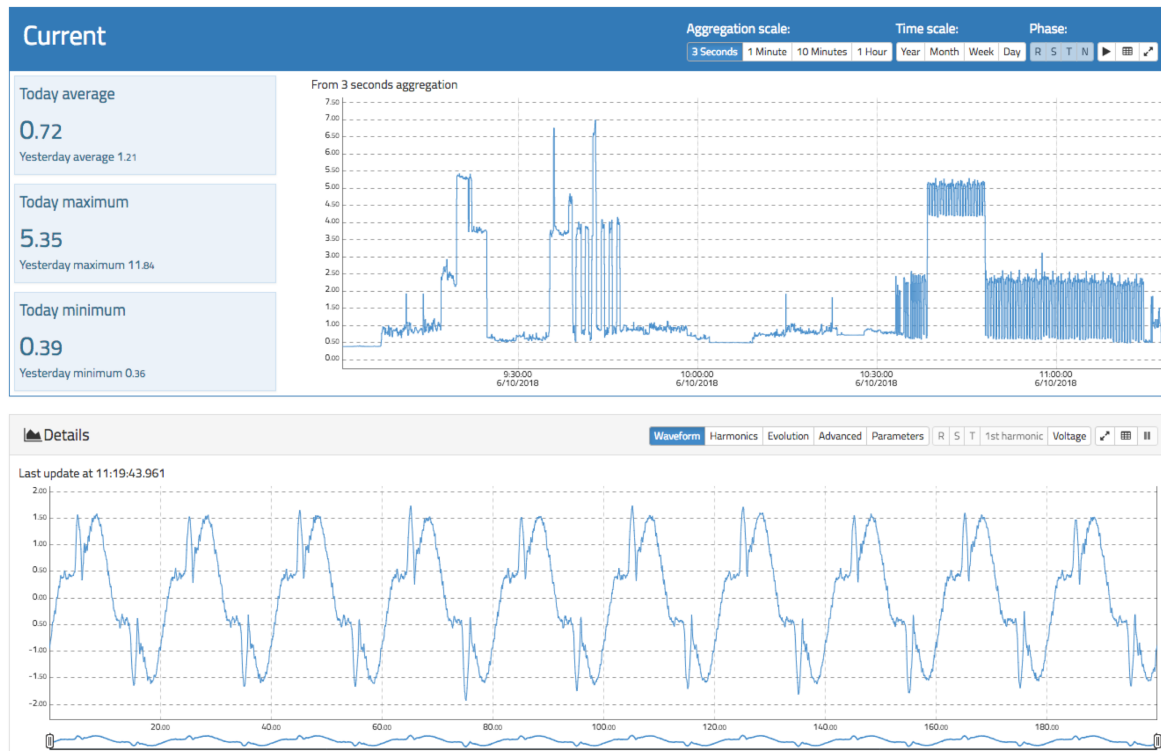 Current
Aggregation scale:
Time scale:
Phase:
3 Seconds 1 Minute 10 Minutes 1 Hour
Year Month Week Day
R S T N
Today average
0.72
Yesterday average 1.21
Today maximum
5.35
Yesterday maximum 11.84
Today minimum
0.39
Yesterday minimum 0.36
From 3 seconds aggregation
7.50
7.00
6.50
6.00
5.50
5.00
4.50
4.00
3.50
3.00
2.50
2.00
1.50
1.00
0.50
0.00
9:30:00
6/10/2018
10:00:00
6/10/2018
10:30:00
6/10/2018
11:00:00
6/10/2018
Details
Waveform Harmonics Evolution Advanced Parameters
R S T 1st harmonic Voltage
Last update at 11:19:43.961
2.00
1.50
1.00
0.50
0.00
0.50
-1.00
-1.50
-2.00
20.00
40.00
60.00
80.00
100.00
120.00
140.00
160.00
180.00